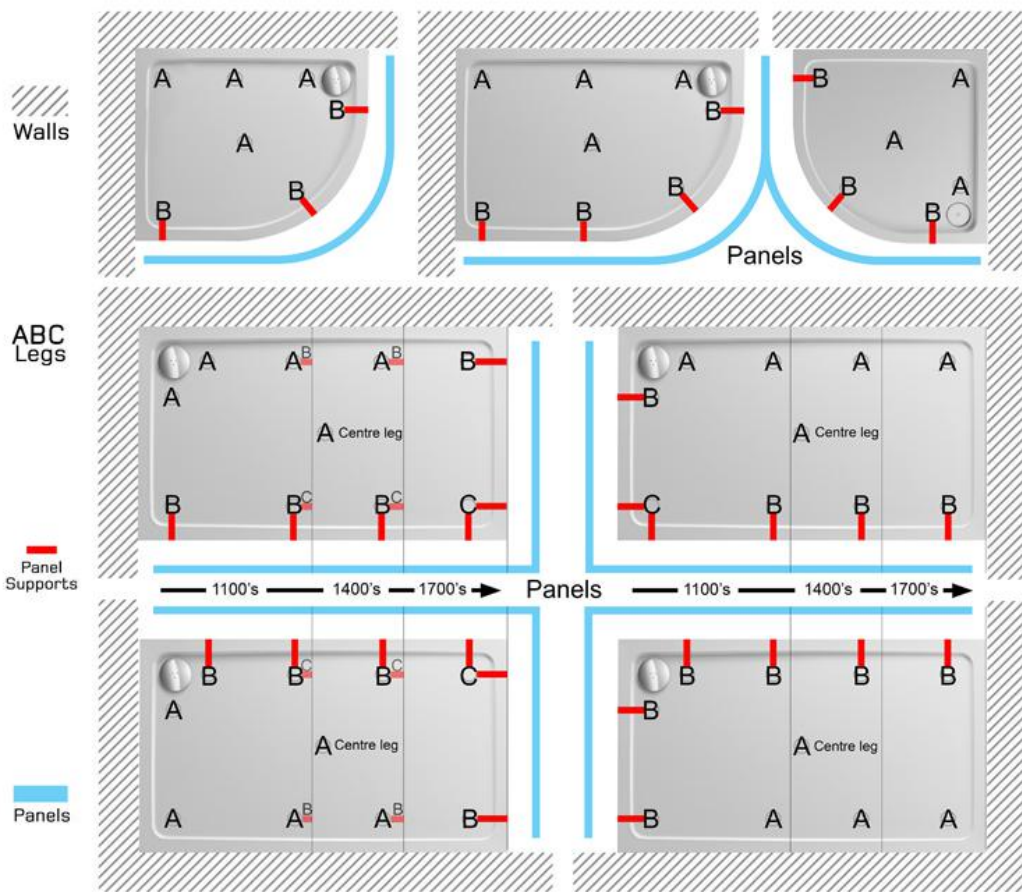 A A A
B
A
B
B
A A A
B
A
B
B B
B A
A
B A
B
Walls
Panels
ABC
Legs
A A B A B B
A
A Centre leg
B B C B C C
A A A A
B
A Centre leg
C B B B
Panel
Supports
1100's 1400's 1700's
Panels
1100's 1400's 1700's
B B C B C C
A
A Centre leg
A A B A B B
B B B B
B
A Centre leg
B A A A
Panels